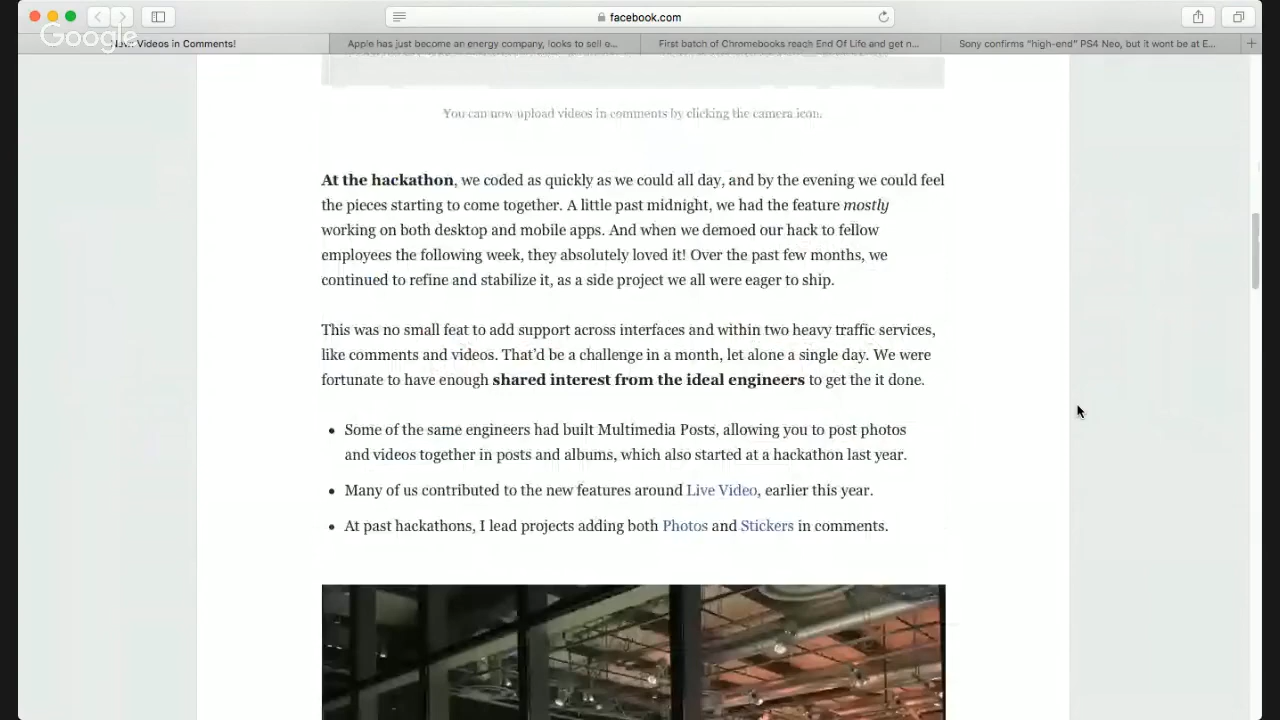 facebook.com
Google
New: Videos in Comments!
Apple has just become an energy company, looks to sell e...
First batch of Chromebooks reach End Of Life and get n...
Sony confirms "high-end" PS4 Neo, but it wont be at E...
You can now upload videos in comments by clicking the camera icon.
At the hackathon, we coded as quickly as we could all day, and by the evening we could feel
the pieces starting to come together. A little past midnight, we had the feature mostly
working on both desktop and mobile apps. And when we demoed our hack to fellow
employees the following week, they absolutely loved it! Over the past few months, we
continued to refine and stabilize it, as a side project we all were eager to ship.
This was no small feat to add support across interfaces and within two heavy traffic services,
like comments and videos. That'd be a challenge in a month, let alone a single day. We were
fortunate to have enough shared interest from the ideal engineers to get the it done.
• Some of the same engineers had built Multimedia Posts, allowing you to post photos
and videos together in posts and albums, which also started at a hackathon last year.
• Many of us contributed to the new features around Live Video, earlier this year.
• At past hackathons, I lead projects adding both Photos and Stickers in comments.